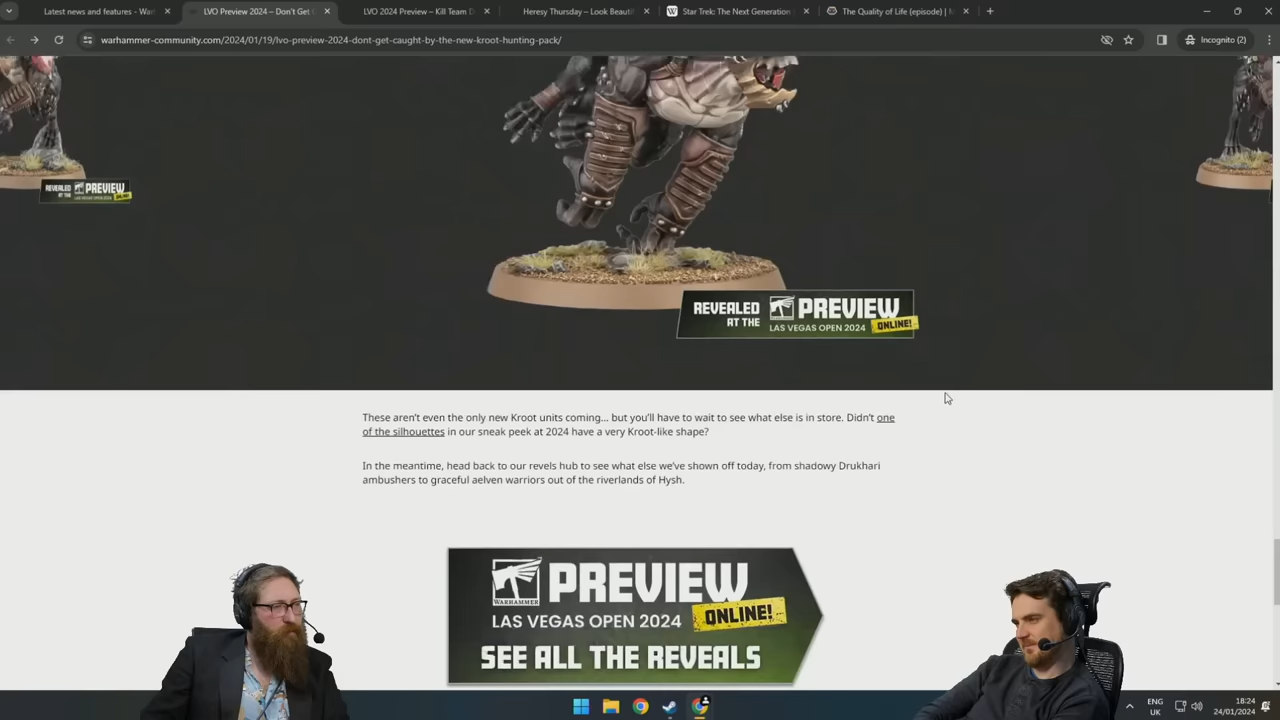 Latest news and features - Wa
LVO Preview 2024 – Don't Get
LVO 2024 Preview – Kill Team D
Heresy Thursday – Look Beauti
Star Trek: The Next Generation
The Quality of Life (episode) |
warhammer-community.com/2024/01/19/lvo-preview-2024-dont-get-caught-by-the-new-kroot-hunting-pack/
Incognito (2)
REVEALED
AT THE
PREVIEW
ONLINE!
LAS VEGAS OPEN 2024
REVEALED
AT THE
PREVIEW
LAS VEGAS OPEN 2024
ONLINE!
These aren't even the only new Kroot units coming... but you'll have to wait to see what else is in store. Didn't one
of the silhouettes in our sneak peek at 2024 have a very Kroot-like shape?
In the meantime, head back to our revels hub to see what else we've shown off today, from shadowy Drukhari
ambushers to graceful aelven warriors out of the riverlands of Hysh.
WARHAMMER
PREVIEW
ONLINE!
LAS VEGAS OPEN 2024
SEE ALL THE REVEALS
ENG
UK
18:24
24/01/2024